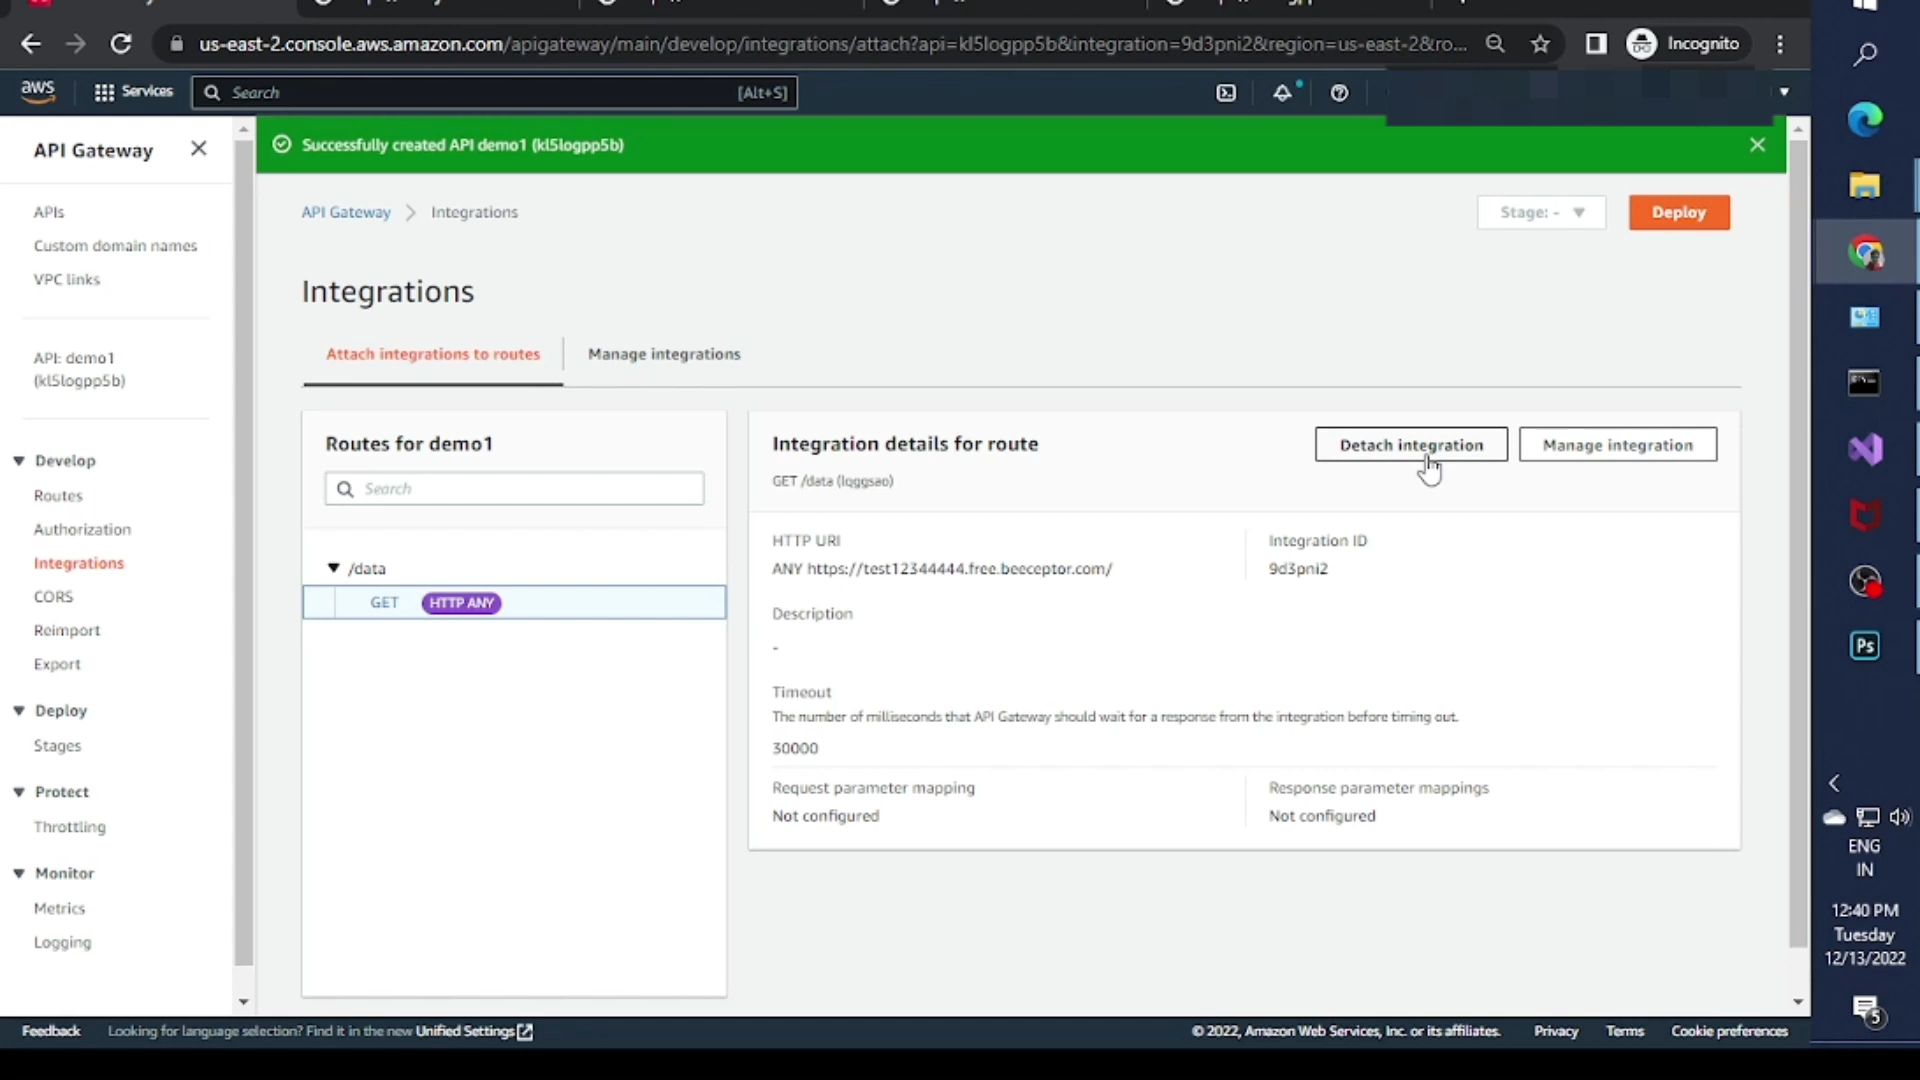 us-east-2.console.aws.amazon.com/apigateway/main/develop/integrations/attach?api=kl5logpp5b&integration=9d3pni2&region=us-east-2&ro...
Incognito
aws
Services
Search
[Alt+S]
API Gateway
Successfully created API demo1 (kl5logpp5b)
APIs
Custom domain names
VPC links
API: demo1
(kl5logpp5b)
Develop
Routes
Authorization
Integrations
CORS
Reimport
Export
Deploy
Stages
Protect
Throttling
Monitor
Metrics
Logging
API Gateway
Integrations
Stage: -
Deploy
Integrations
Attach integrations to routes
Manage integrations
Routes for demo1
Search
/data
GET
HTTP ANY
Integration details for route
Detach integration
Manage integration
GET /data (lqggsao)
HTTP URI
ANY https://test12344444.free.beeceptor.com/
Integration ID
9d3pni2
Description
-
Timeout
The number of milliseconds that API Gateway should wait for a response from the integration before timing out.
30000
Request parameter mapping
Not configured
Response parameter mappings
Not configured
Feedback
Looking for language selection? Find it in the new Unified Settings
© 2022, Amazon Web Services, Inc. or its affiliates.
Privacy
Terms
Cookie preferences
Ps
ENG
IN
12:40 PM
Tuesday
12/13/2022
5